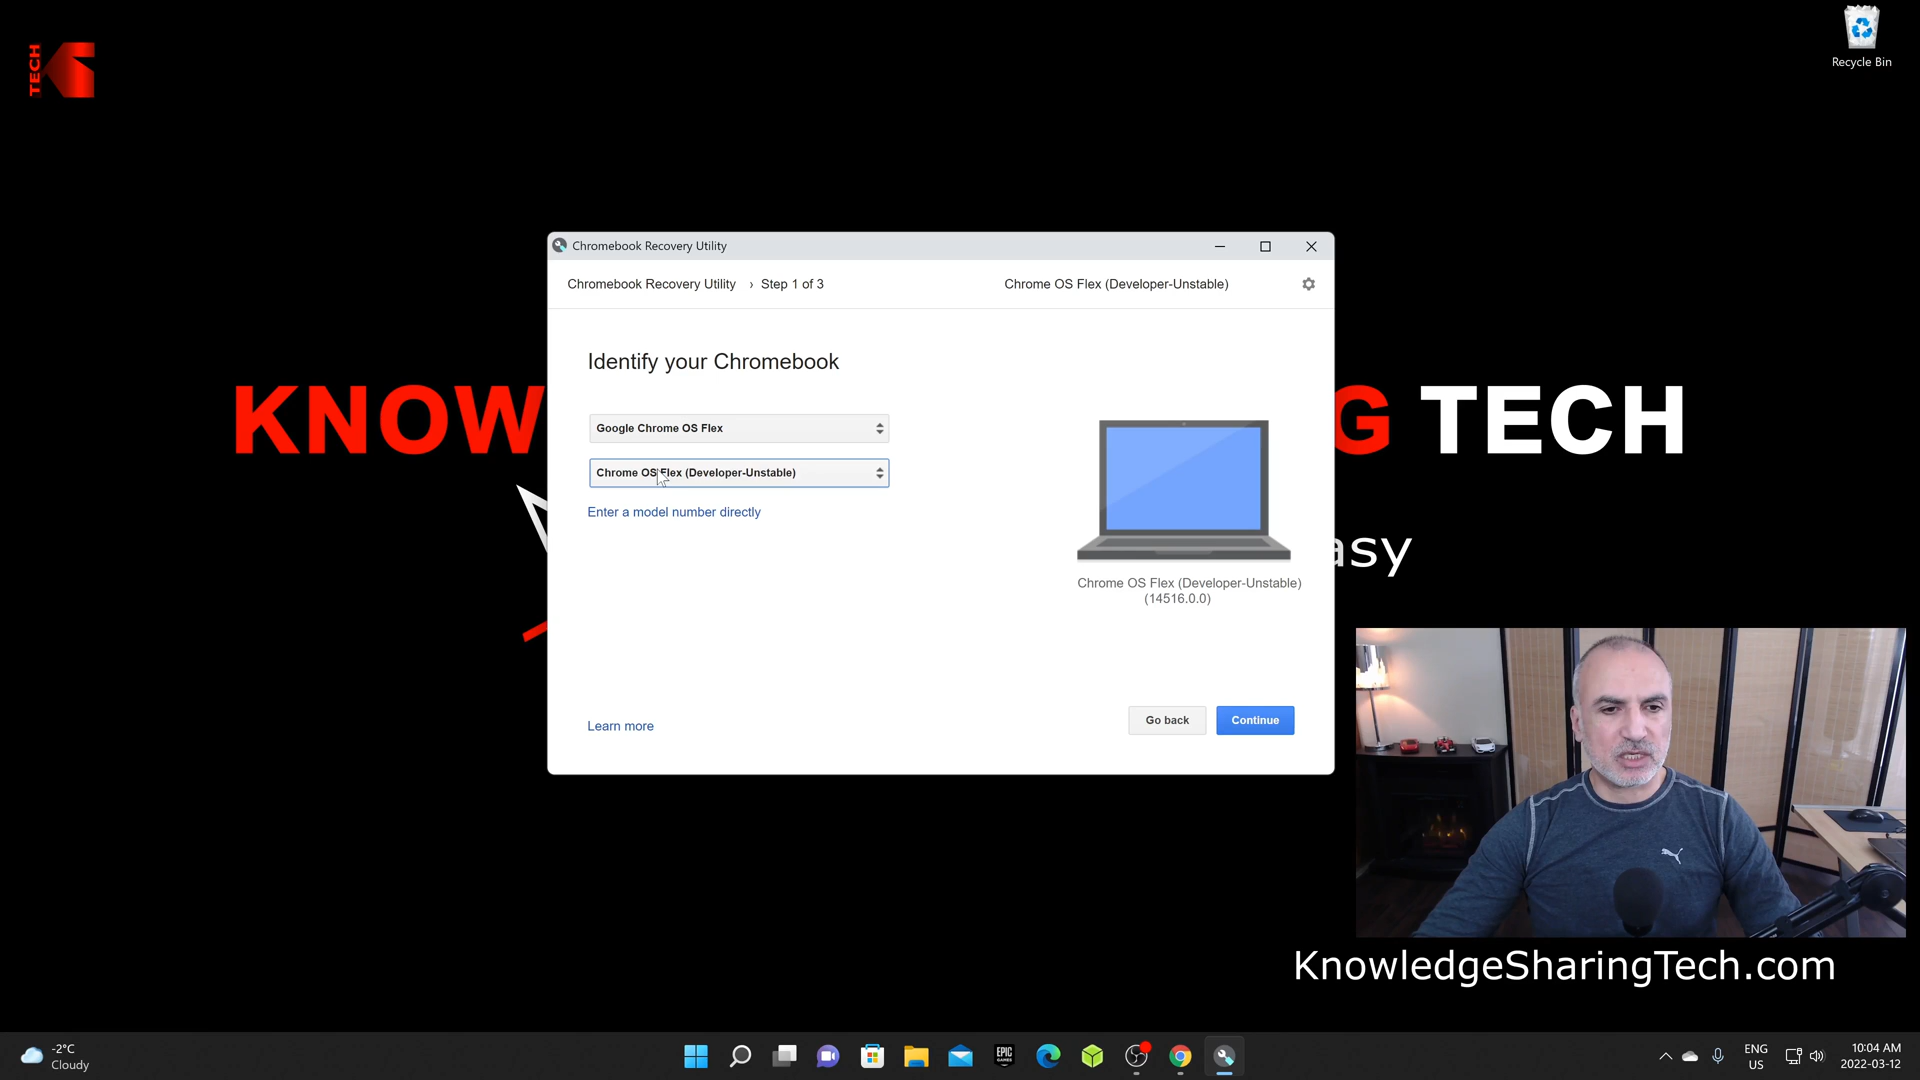 TECH
Recycle Bin
Chromebook Recovery Utility
Chromebook Recovery Utility › Step 1 of 3
Chrome OS Flex (Developer-Unstable)
Identify your Chromebook
Google Chrome OS Flex
Chrome OS Flex (Developer-Unstable)
Enter a model number directly
Chrome OS Flex (Developer-Unstable)
(14516.0.0)
Learn more
Go back
Continue
KNOW
G TECH
asy
KnowledgeSharingTech.com
-2°C
Cloudy
EPIC
GAMES
ENG
US
10:04 AM
2022-03-12